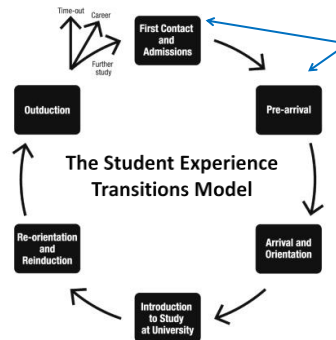 Time-out
Career
Further
study
First Contact
and
Admissions
Pre-arrival
Arrival and
Orientation
Introduction
to Study
at University
Re-orientation
and
Reinduction
Outduction
The Student Experience
Transitions Model